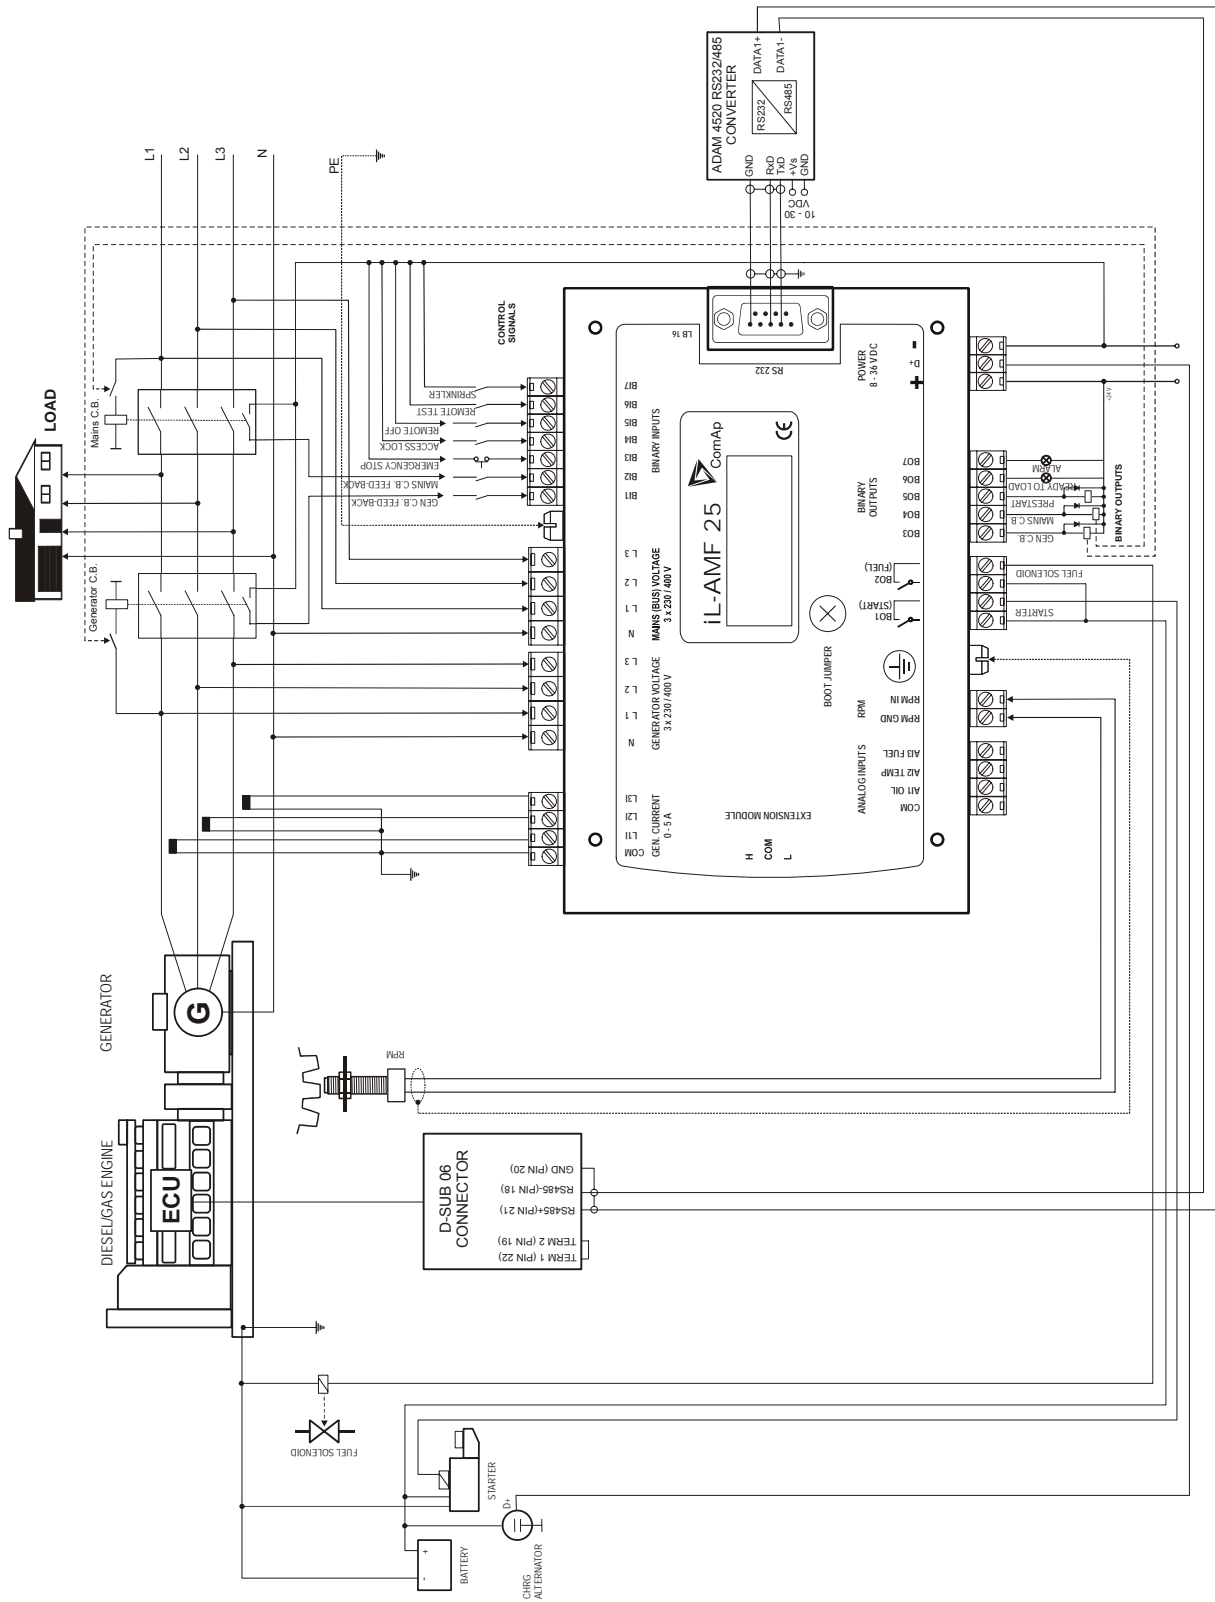 ADAM 4520 RS232/485
CONVERTER
DATA1+
DATA1-
RS232
RS485
GND
RxD
TxD
+Vs
GND
10 - 30
VDC
L1
L2
L3
N
PE
LOAD
Mains C.B.
Generator C.B.
CONTROL
SIGNALS
SPRINKLER
REMOTE TEST
REMOTE OFF
ACCESS LOCK
EMERGENCY STOP
MAINS C.B. FEED-BACK
GEN. C.B. FEED-BACK
BI7
BI6
BI5
BI4
BI3
BI2
BI1
BINARY INPUTS
LB 16
RS 232
POWER
8 - 36 VDC
-
D+
+
+24 V
iL-AMF 25
ComAp
CE
BO7
BO6
BO5
BO4
BO3
BINARY
OUTPUTS
ALARM
READY TO LOAD
PRESTART
MAINS C.B.
GEN C.B.
BINARY OUTPUTS
L 3
L 2
L 1
N
MAINS (BUS) VOLTAGE
3 x 230 / 400 V
L 3
L 2
L 1
N
GENERATOR VOLTAGE
3 x 230 / 400 V
BO2
(FUEL)
BO1
(START)
FUEL SOLENOID
STARTER
BOOT JUMPER
RPM
RPM IN
RPM GND
ANALOG INPUTS
AI3 FUEL
AI2 TEMP
AI1 OIL
COM
L3I
L2I
L1I
COM
GEN. CURRENT
0 - 5 A
EXTENSION MODULE
H
COM
L
GENERATOR
G
DIESEL/GAS ENGINE
ECU
RPM
D-SUB 06
CONNECTOR
GND (PIN 20)
RS485-(PIN 18)
RS485+(PIN 21)
TERM 2 (PIN 19)
TERM 1 (PIN 22)
FUEL SOLENOID
STARTER
D+
+
-
BATTERY
CHRG
ALTERNATOR